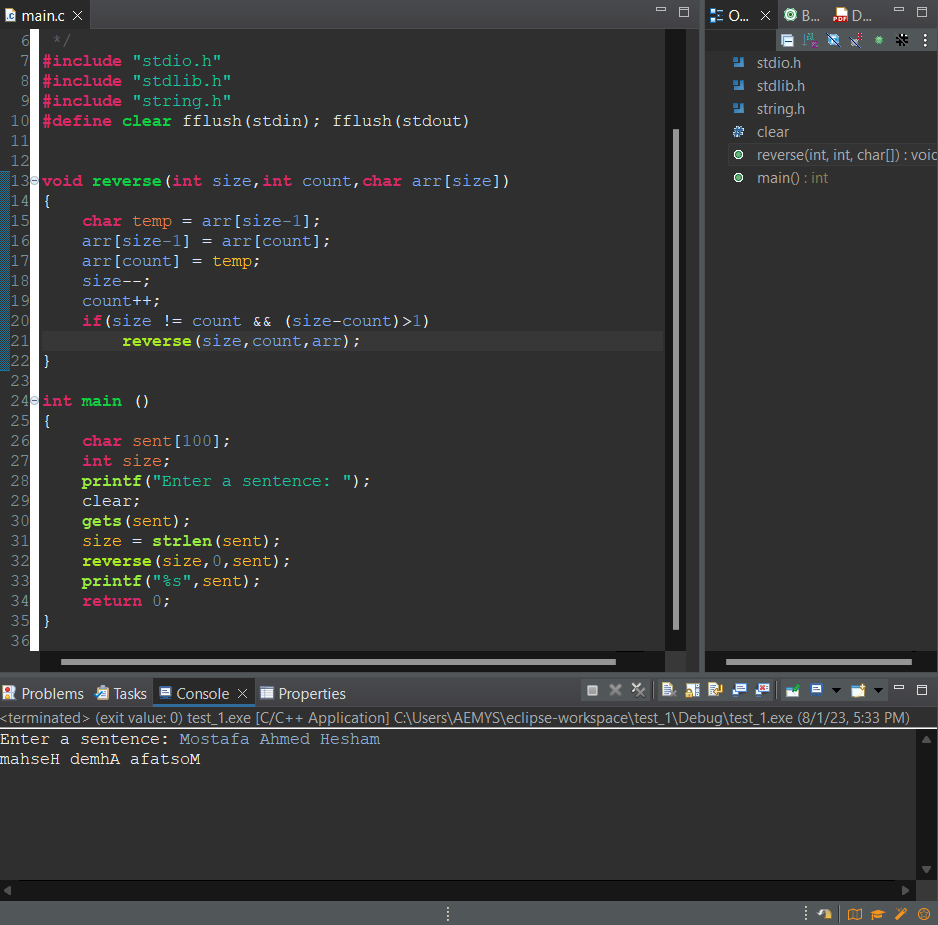 main.c
6 */
7 #include "stdio.h"
8 #include "stdlib.h"
9 #include "string.h"
10 #define clear fflush(stdin); fflush(stdout)
11
12
13 void reverse(int size,int count,char arr[size])
14 {
15 char temp = arr[size-1];
16 arr[size-1] = arr[count];
17 arr[count] = temp;
18 size--;
19 count++;
20 if(size != count && (size-count)>1)
21 reverse(size,count,arr);
22 }
23
24 int main ()
25 {
26 char sent[100];
27 int size;
28 printf("Enter a sentence: ");
29 clear;
30 gets(sent);
31 size = strlen(sent);
32 reverse(size,0,sent);
33 printf("%s",sent);
34 return 0;
35 }
36
O... B... D...
stdio.h
stdlib.h
string.h
clear
reverse(int, int, char[]) : void
main() : int
Problems Tasks Console Properties
<terminated> (exit value: 0) test_1.exe [C/C++ Application] C:\Users\AEMYS\eclipse-workspace\test_1\Debug\test_1.exe (8/1/23, 5:33 PM)
Enter a sentence: Mostafa Ahmed Hesham
mahseH demhA afatsoM